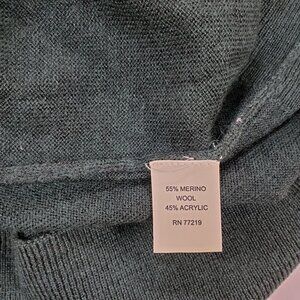 55% MERINO
WOOL
45% ACRYLIC
RN 77219